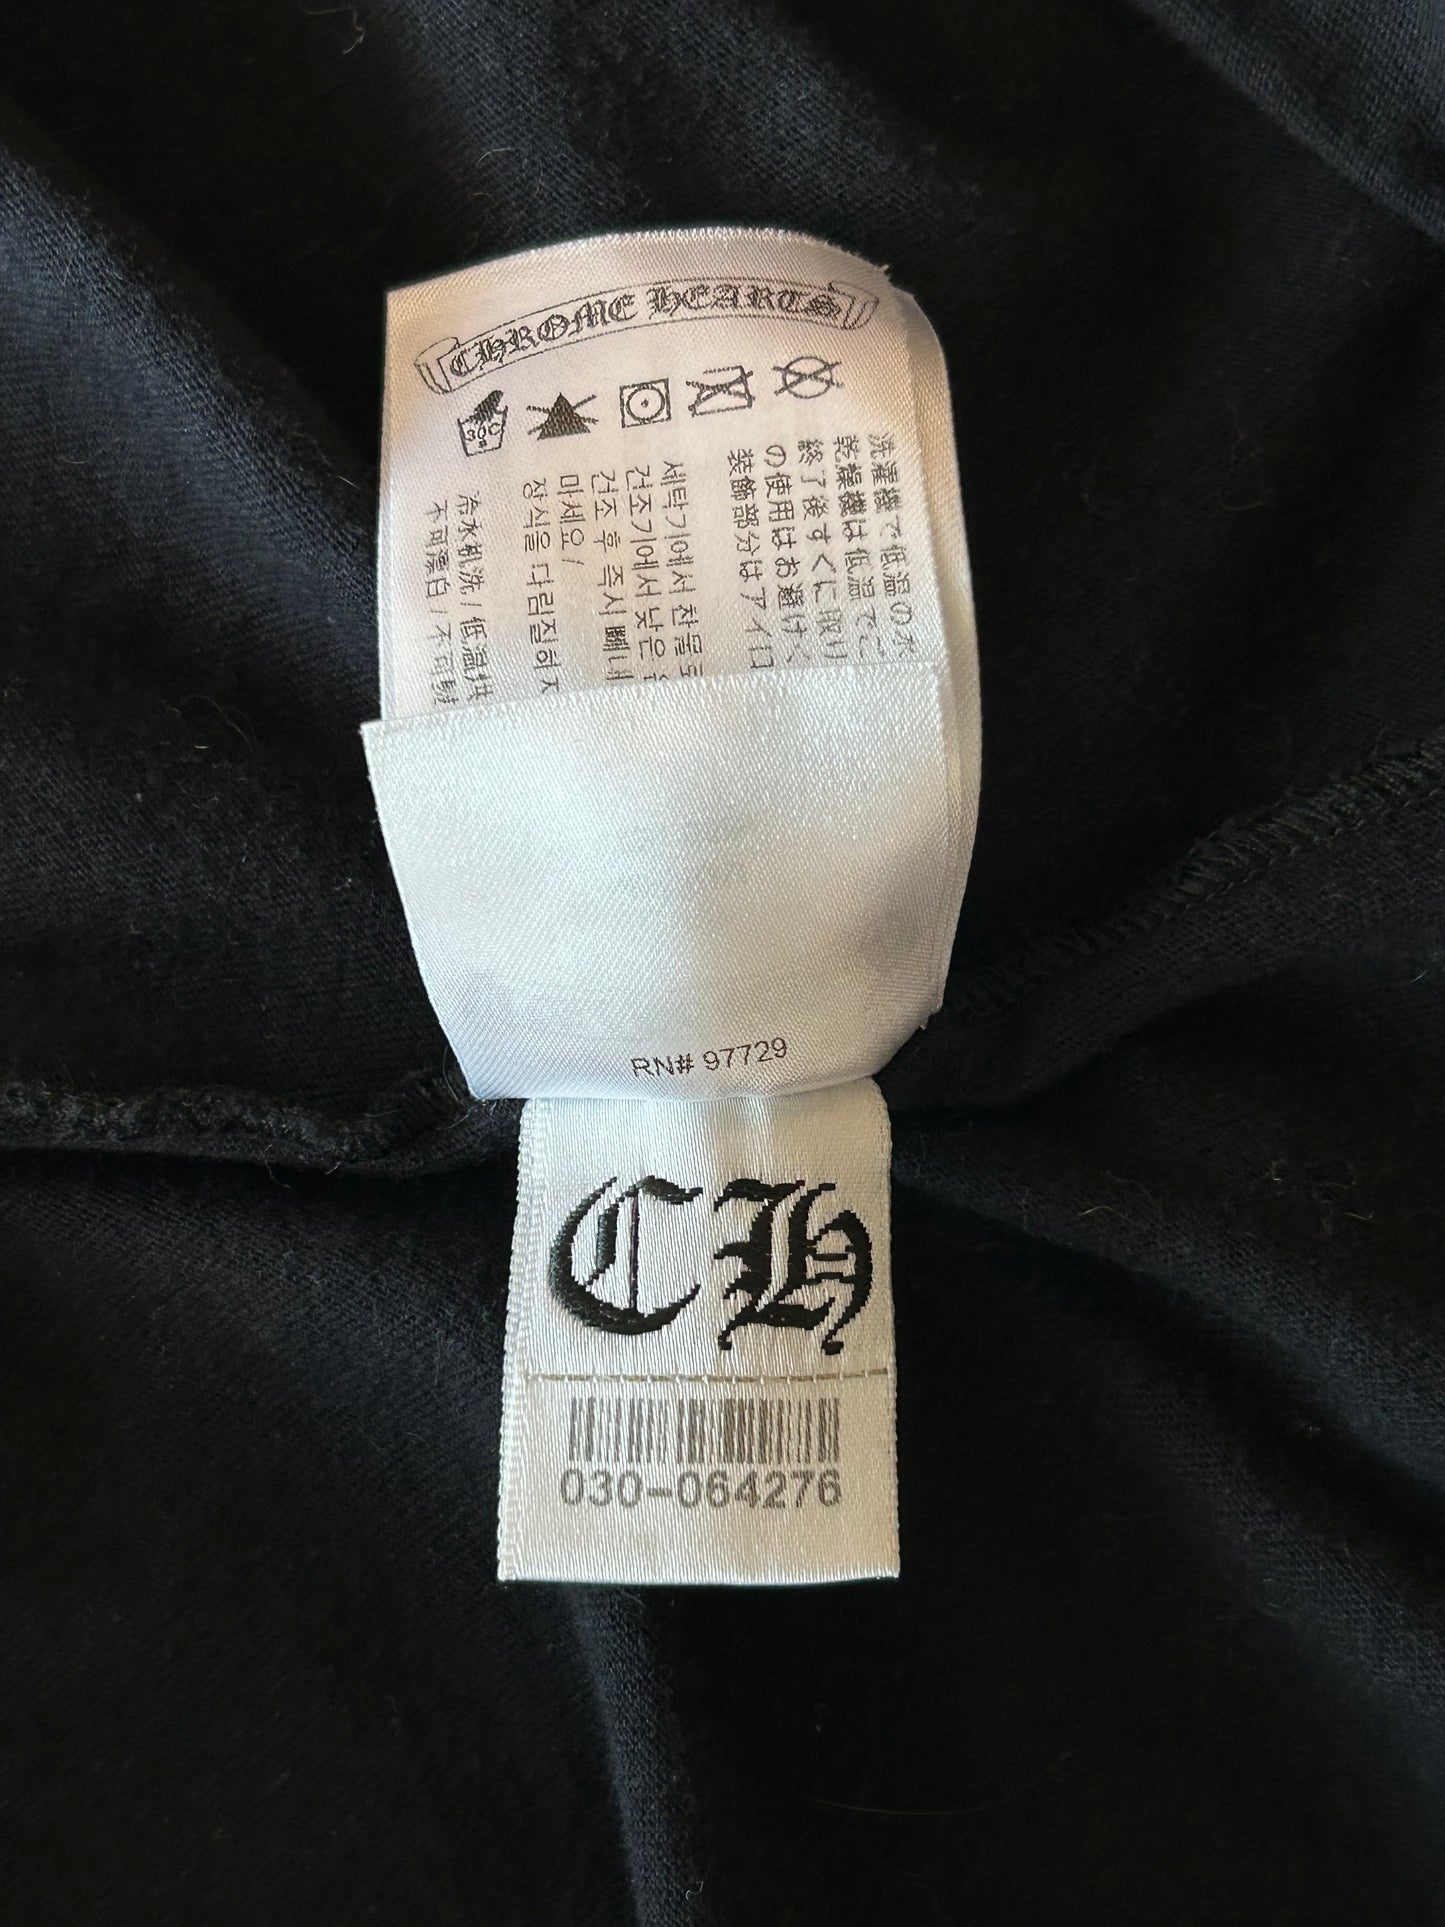 CHROME HEARTS
30C
洗濯機で低温の水
乾燥機は低温でご
終了後すぐに取り
の使用はお避けく
装飾部分はアイロ
세탁기에서 찬물로
건조기에서 낮은
건조 후 즉시 빼내
마세요 /
장식을 다림질하지
冷水机洗 / 低温烘
不可漂白 / 不可熨
RN# 97729
CH
030-064276